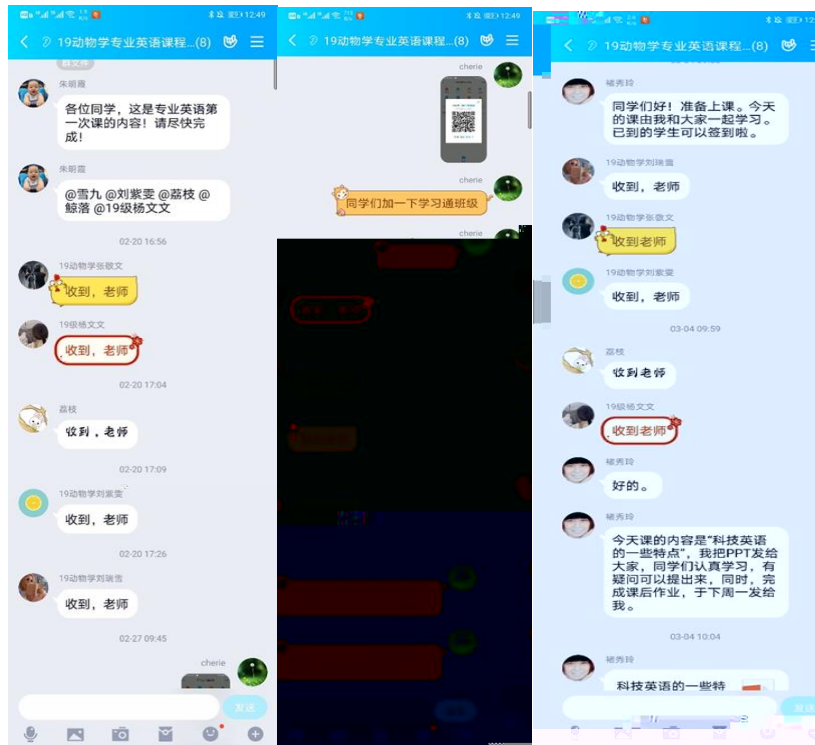 12:49
19动物学专业英语课程...(8)
朱明霞
各位同学，这是专业英语第
一次课的内容！请尽快完
成！
朱明霞
@雪九 @刘紫雯 @荔枝 @
鲸落 @19级杨文文
02-20 16:56
19动物学张敬文
收到，老师
19级杨文文
收到，老师
02-20 17:04
荔枝
收到，老师
02-20 17:09
19动物学刘紫雯
收到，老师
02-20 17:26
19动物学刘瑞雪
收到，老师
02-27 09:45
cherie
发送
12:49
19动物学专业英语课程...(8)
cherie
cherie
同学们加一下学习通班级
cherie
12:49
19动物学专业英语课程...(8)
褚秀玲
同学们好！准备上课。今天
的课由我和大家一起学习。
已到的学生可以签到啦。
19动物学刘瑞雪
收到，老师
19动物学张敬文
收到老师
19动物学刘紫雯
收到，老师
03-04 09:59
荔枝
收到老师
19级杨文文
收到老师
褚秀玲
好的。
褚秀玲
今天课的内容是“科技英语
的一些特点”，我把PPT发给
大家，同学们认真学习，有
疑问可以提出来，同时，完
成课后作业，于下周一发给
我。
03-04 10:04
褚秀玲
科技英语的一些特
发送